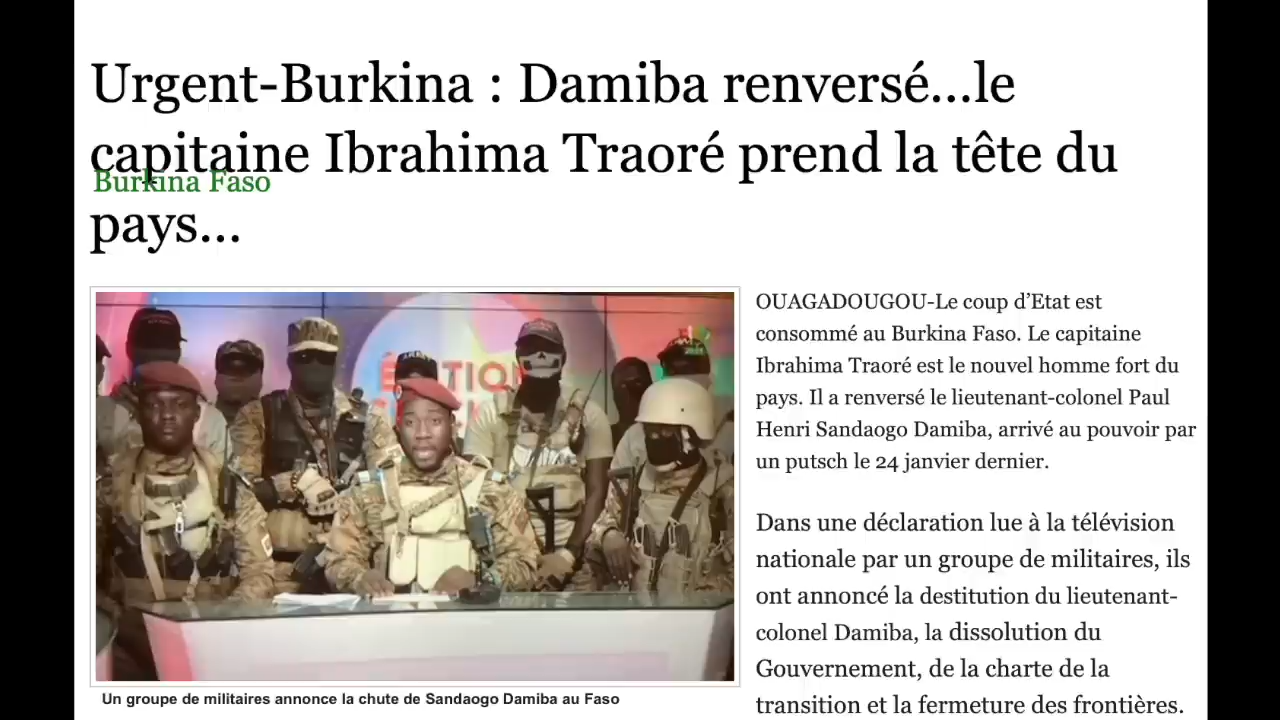 Urgent-Burkina : Damiba renversé...le
capitaine Ibrahima Traoré prend la tête du
Burkina Faso
pays...
OUAGADOUGOU-Le coup d’Etat est
consommé au Burkina Faso. Le capitaine
Ibrahima Traoré est le nouvel homme fort du
pays. Il a renversé le lieutenant-colonel Paul
Henri Sandaogo Damiba, arrivé au pouvoir par
un putsch le 24 janvier dernier.
Dans une déclaration lue à la télévision
nationale par un groupe de militaires, ils
ont annoncé la destitution du lieutenant-
colonel Damiba, la dissolution du
Gouvernement, de la charte de la
transition et la fermeture des frontières.
Un groupe de militaires annonce la chute de Sandaogo Damiba au Faso